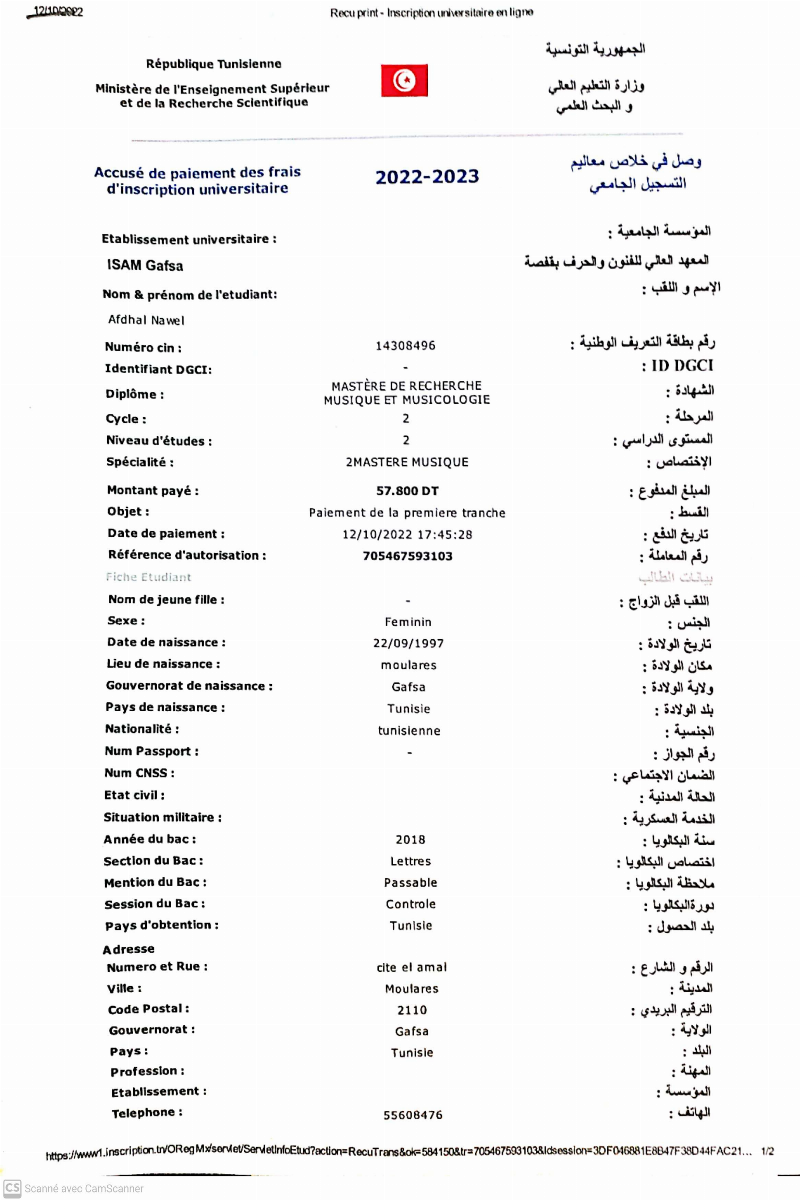 12/10/2022 Recu print - Inscription universitaire en ligne
République Tunisienne الجمهورية التونسية
Ministère de l'Enseignement Supérieur وزارة التعليم العالي
et de la Recherche Scientifique و البحث العلمي
Accusé de paiement des frais 2022-2023 وصل في خلاص معاليم
d'inscription universitaire التسجيل الجامعي
Etablissement universitaire : المؤسسة الجامعية :
ISAM Gafsa المعهد العالي للفنون والحرف بقفصة
Nom & prénom de l'etudiant: الإسم و اللقب :
Afdhal Nawel
Numéro cin : 14308496 رقم بطاقة التعريف الوطنية :
Identifiant DGCI: - ID DGCI :
Diplôme : MASTÈRE DE RECHERCHE الشهادة :
MUSIQUE ET MUSICOLOGIE
Cycle : 2 المرحلة :
Niveau d'études : 2 المستوى الدراسي :
Spécialité : 2MASTERE MUSIQUE الإختصاص :
Montant payé : 57.800 DT المبلغ المدفوع :
Objet : Paiement de la premiere tranche القسط :
Date de paiement : 12/10/2022 17:45:28 تاريخ الدفع :
Référence d'autorisation : 705467593103 رقم المعاملة :
Fiche Etudiant بيانات الطالب
Nom de jeune fille : - اللقب قبل الزواج :
Sexe : Feminin الجنس :
Date de naissance : 22/09/1997 تاريخ الولادة :
Lieu de naissance : moulares مكان الولادة :
Gouvernorat de naissance : Gafsa ولاية الولادة :
Pays de naissance : Tunisie بلد الولادة :
Nationalité : tunisienne الجنسية :
Num Passport : - رقم الجواز :
Num CNSS : الضمان الاجتماعي :
Etat civil : الحالة المدنية :
Situation militaire : الخدمة العسكرية :
Année du bac : 2018 سنة البكالويا :
Section du Bac : Lettres اختصاص البكالويا :
Mention du Bac : Passable ملاحظة البكالويا :
Session du Bac : Controle دورةالبكالويا :
Pays d'obtention : Tunisie بلد الحصول :
Adresse
Numero et Rue : cite el amal الرقم و الشارع :
Ville : Moulares المدينة :
Code Postal : 2110 الترقيم البريدي :
Gouvernorat : Gafsa الولاية :
Pays : Tunisie البلد :
Profession : المهنة :
Etablissement : المؤسسة :
Telephone : 55608476 الهاتف :
https://www1.inscription.tn/ORegMx/servlet/ServletInfoEtud?action=RecuTrans&ok=584150&tr=705467593103&Idsession=3DF046881E8B47F38D44FAC21... 1/2
CS Scanné avec CamScanner